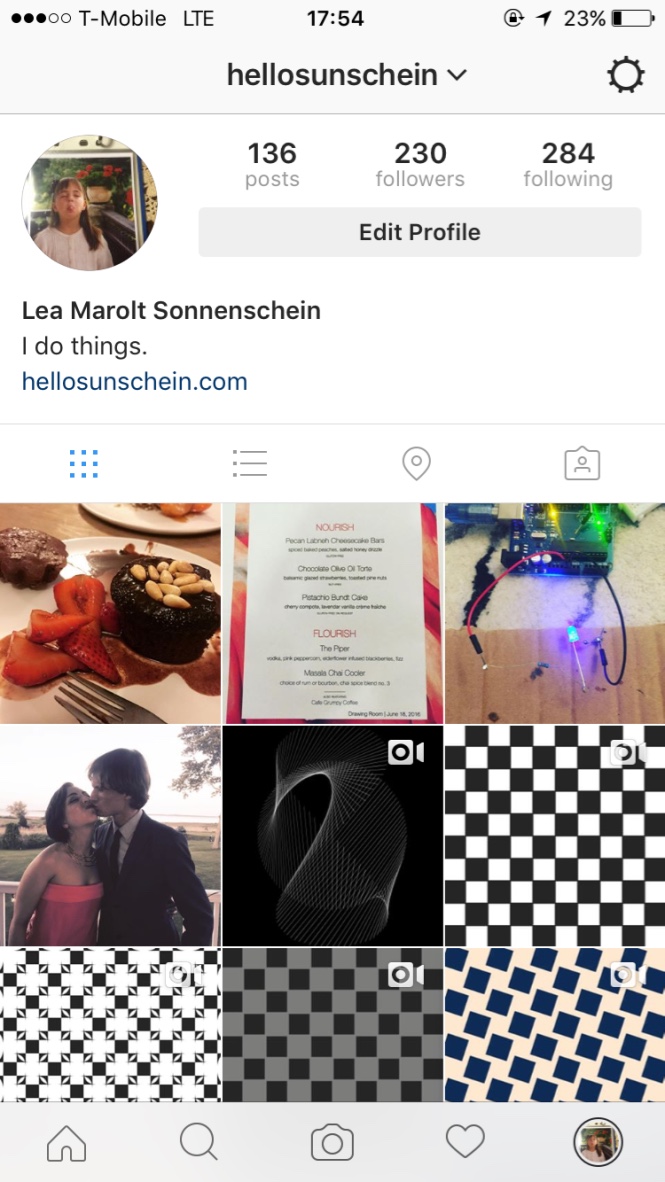 T-Mobile LTE 17:54 23%
hellosunschein
136 230 284
posts followers following
Edit Profile
Lea Marolt Sonnenschein
I do things.
hellosunschein.com
NOURISH
Pecan Labneh Cheesecake Bars
spiced baked peaches, salted honey drizzle
Chocolate Olive Oil Torte
balsamic glazed strawberries, toasted pine nuts
Pistachio Bundt Cake
cherry compote, lavender vanilla crème fraîche
FLOURISH
The Piper
vodka, pink peppercorn, elderflower infused blackberries, fizz
Masala Chai Cooler
choice of rum or bourbon, chai spice blend no. 3
Cafe Grumpy Coffee
Drawing Room | June 16, 2016